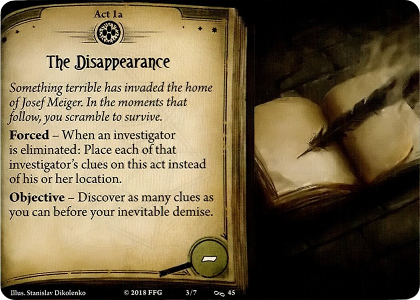 Act 1a
The Disappearance
Something terrible has invaded the home
of Josef Meiger. In the moments that
follow, you scramble to survive.
Forced – When an investigator
is eliminated: Place each of that
investigator's clues on this act instead
of his or her location.
Objective – Discover as many clues as
you can before your inevitable demise.
–
Illus. Stanislav Dikolenko
© 2018 FFG
3/7
45